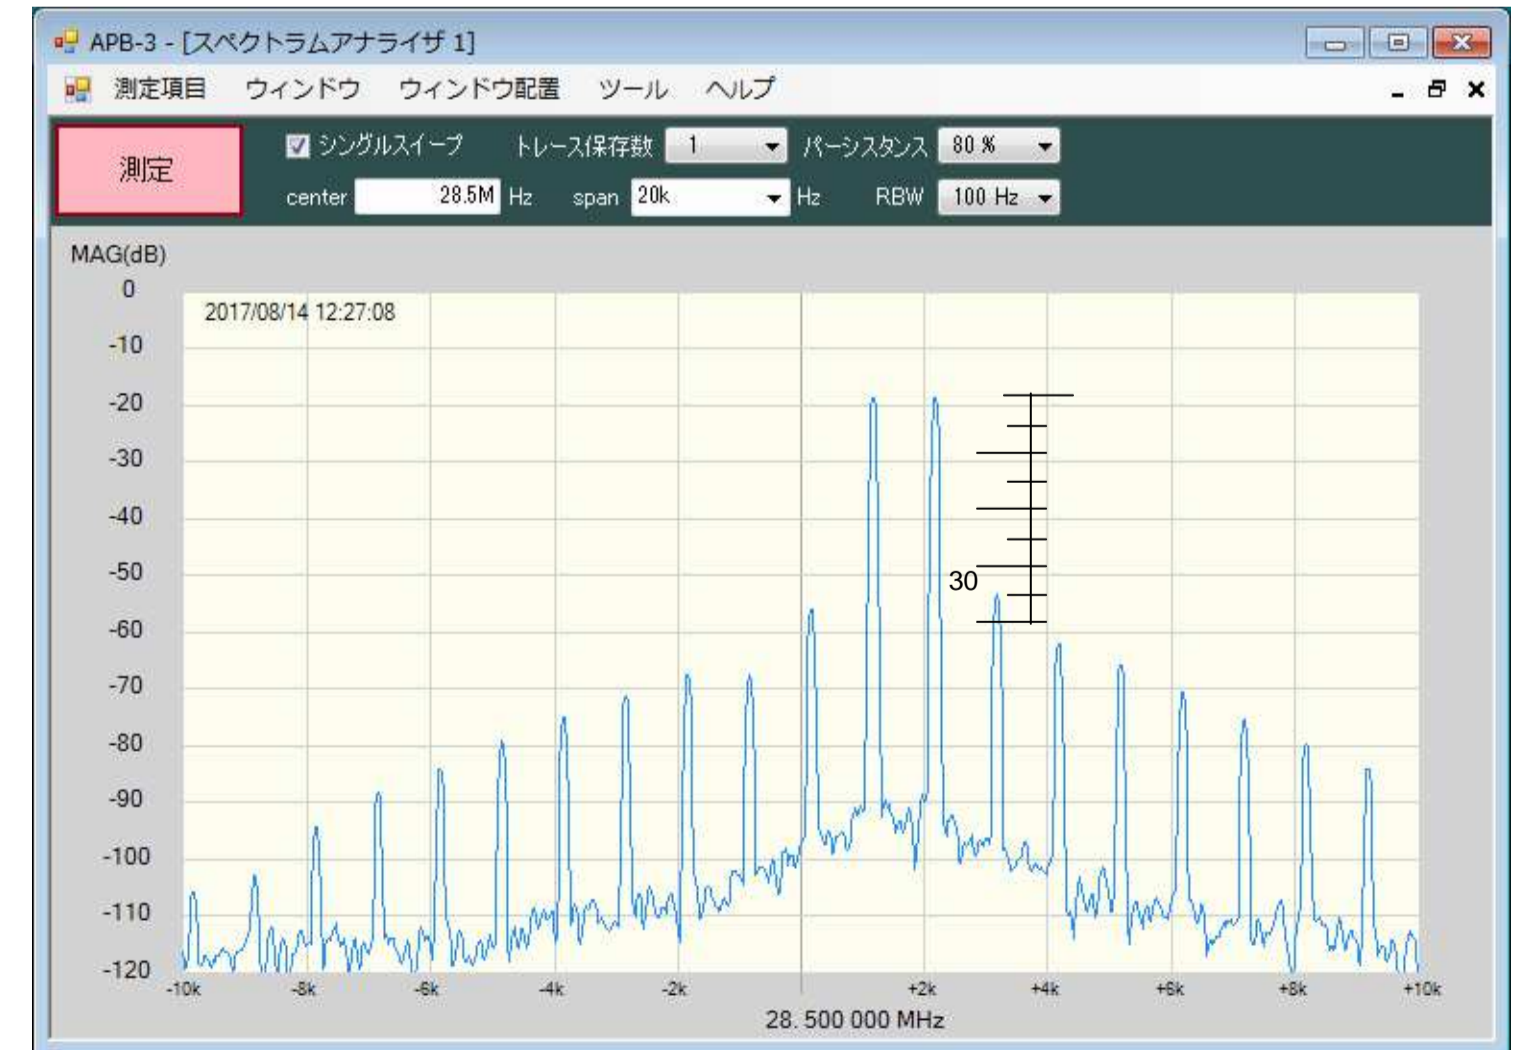 APB-3 - [スペクトラムアナライザ 1]
測定項目 ウィンドウ ウィンドウ配置 ツール ヘルプ
測定 シングルスイープ トレース保存数 1 パーシスタンス 80 %
center 28.5M Hz span 20k Hz RBW 100 Hz
MAG(dB)
0
2017/08/14 12:27:08
-10
-20
-30
-40
-50
30
-60
-70
-80
-90
-100
-110
-120
-10k -8k -6k -4k -2k +2k +4k +6k +8k +10k
28. 500 000 MHz